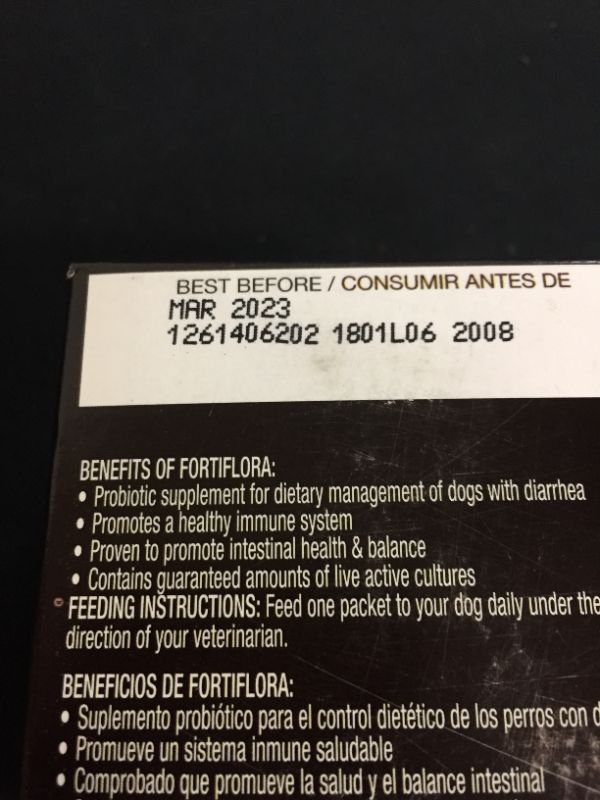 BEST BEFORE / CONSUMIR ANTES DE
MAR 2023
1261406202 1801L06 2008
BENEFITS OF FORTIFLORA:
• Probiotic supplement for dietary management of dogs with diarrhea
• Promotes a healthy immune system
• Proven to promote intestinal health & balance
• Contains guaranteed amounts of live active cultures
FEEDING INSTRUCTIONS: Feed one packet to your dog daily under the
direction of your veterinarian.
BENEFICIOS DE FORTIFLORA:
• Suplemento probiótico para el control dietético de los perros con
• Promueve un sistema inmune saludable
• Comprobado que promueve la salud y el balance intestinal